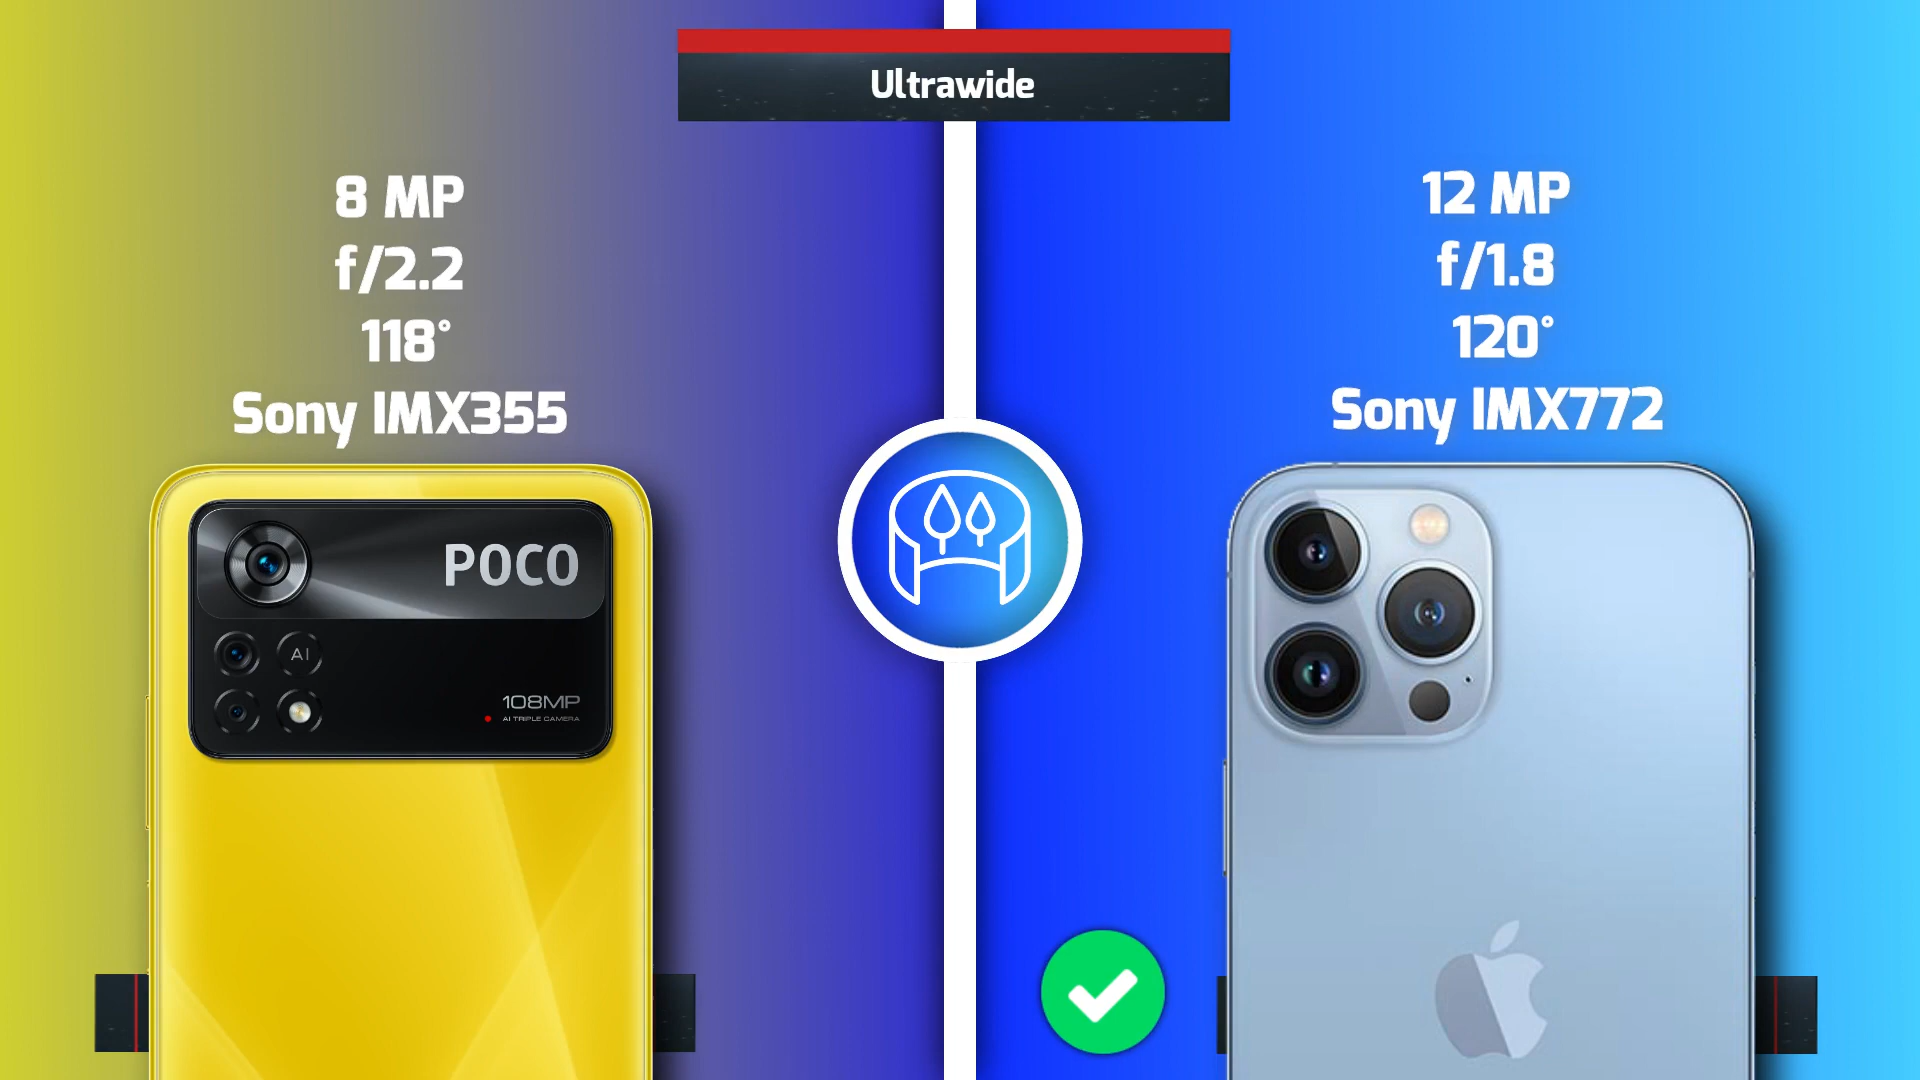 Ultrawide
8 MP
f/2.2
118°
Sony IMX355
12 MP
f/1.8
120°
Sony IMX772
POCO
AI
108MP
AI TRIPLE CAMERA